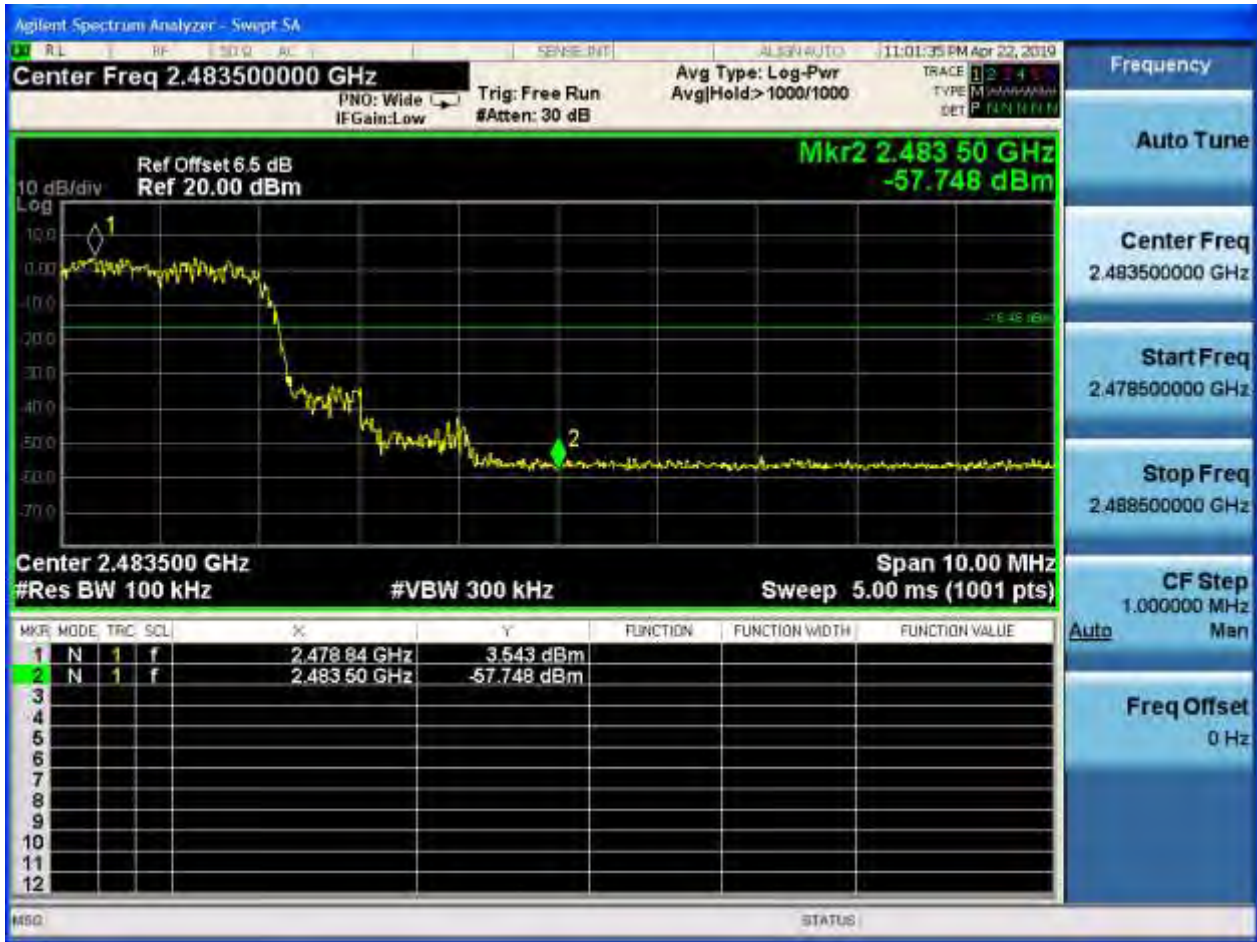 Agilent Spectrum Analyzer - Swept SA
RL RF 50 Ω AC SENSE:INT ALIGN AUTO 11:01:35 PM Apr 22, 2019
Center Freq 2.483500000 GHz
PNO: Wide
IFGain:Low
Trig: Free Run
#Atten: 30 dB
Avg Type: Log-Pwr
Avg|Hold:>1000/1000
TRACE 1 2 3 4 5 6
TYPE M
DET P N N N N N
Frequency
Auto Tune
Center Freq
2.483500000 GHz
Start Freq
2.478500000 GHz
Stop Freq
2.488500000 GHz
CF Step
1.000000 MHz
Auto Man
Freq Offset
0 Hz
Mkr2 2.483 50 GHz
-57.748 dBm
Ref Offset 6.5 dB
10 dB/div Ref 20.00 dBm
Log
10.0
0.00
-10.0
-20.0
-30.0
-40.0
-50.0
-60.0
-70.0
1
2
Center 2.483500 GHz Span 10.00 MHz
#Res BW 100 kHz #VBW 300 kHz Sweep 5.00 ms (1001 pts)
MKR MODE TRC SCL X Y FUNCTION FUNCTION WIDTH FUNCTION VALUE
1 N 1 f 2.478 84 GHz 3.543 dBm
2 N 1 f 2.483 50 GHz -57.748 dBm
3
4
5
6
7
8
9
10
11
12
MSG STATUS